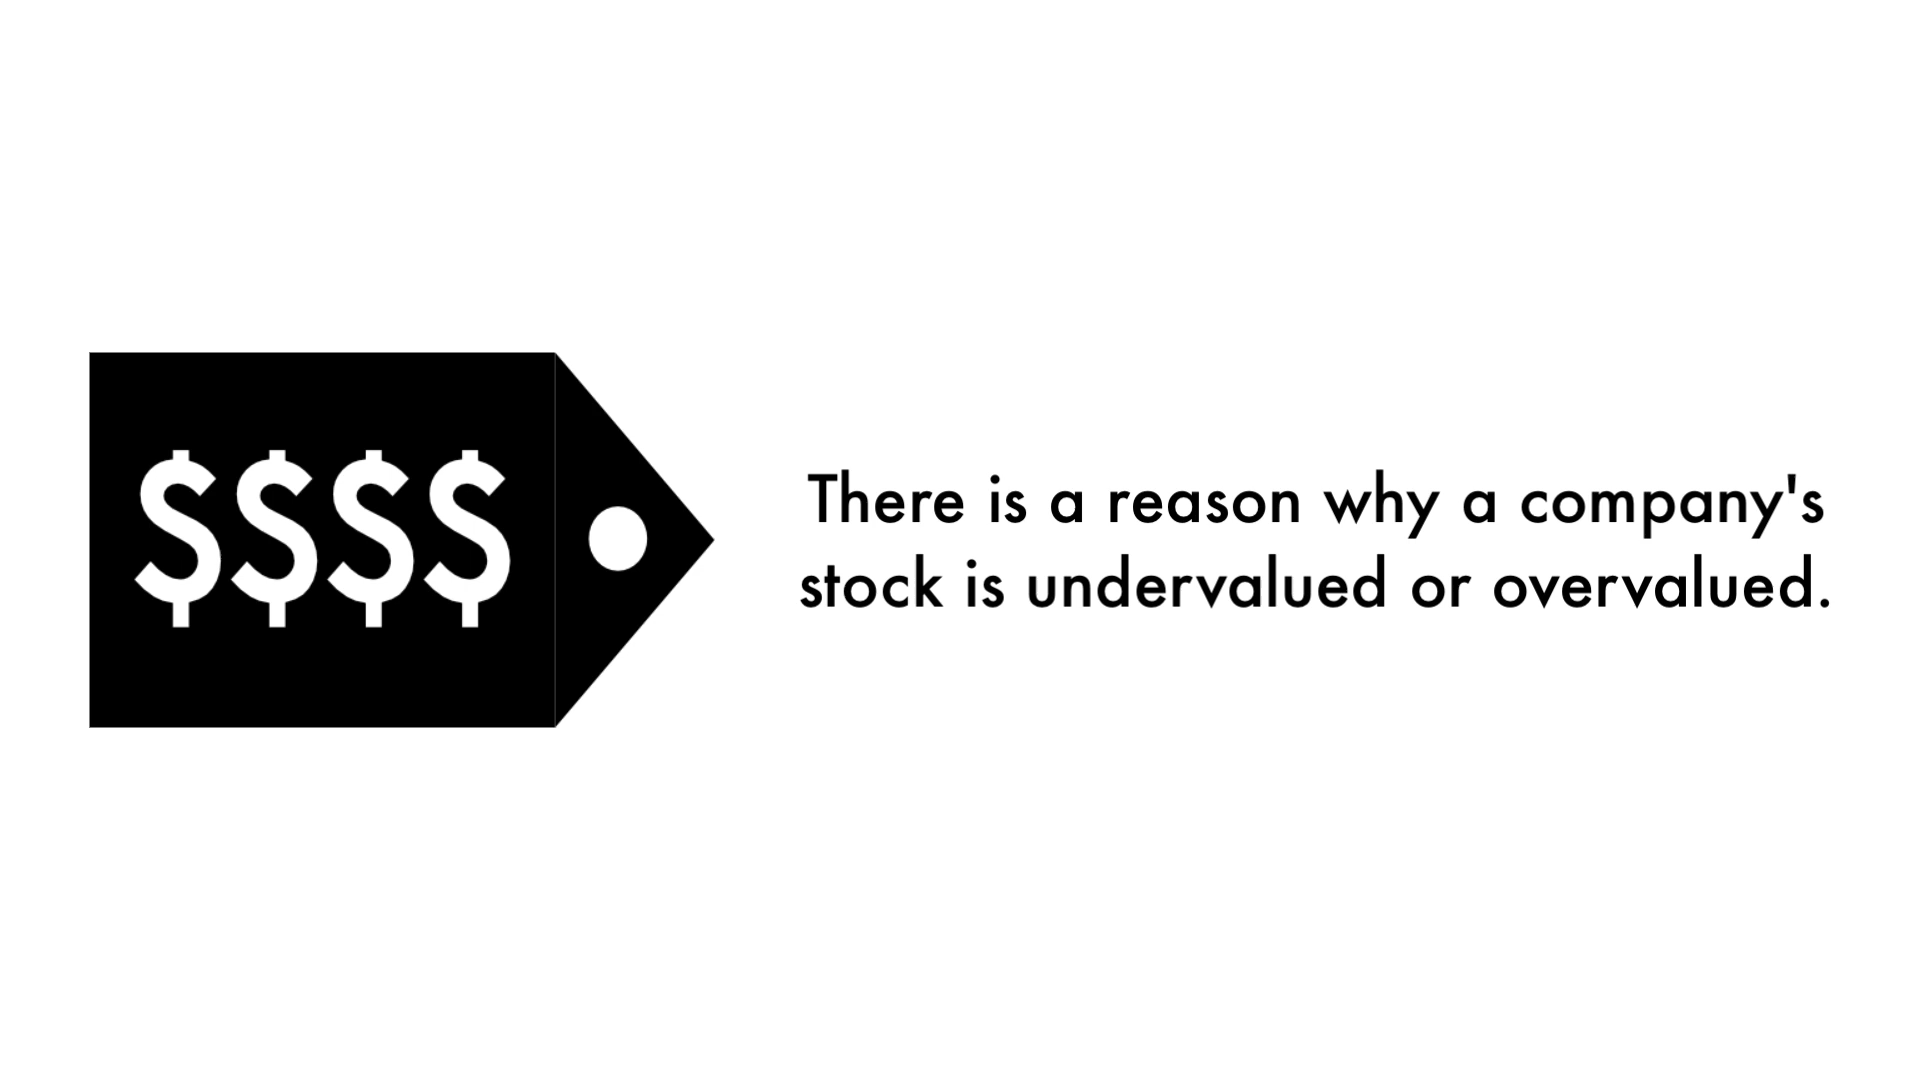 $$$$
There is a reason why a company's
stock is undervalued or overvalued.